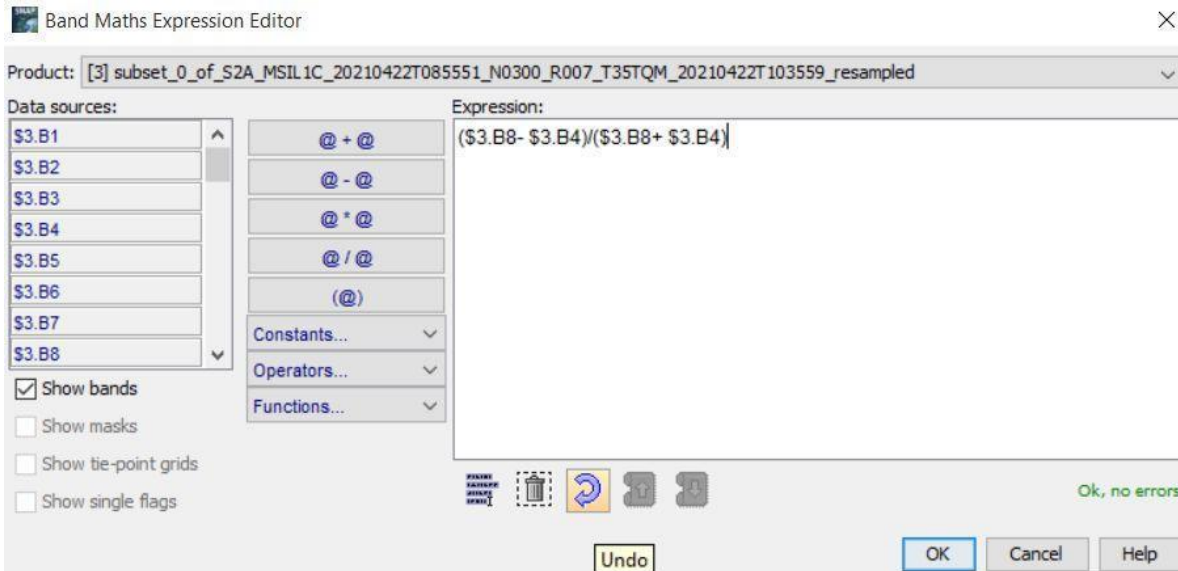 Band Maths Expression Editor
Product: [3] subset_0_of_S2A_MSIL1C_20210422T085551_N0300_R007_T35TQM_20210422T103559_resampled
Data sources:
Expression:
$3.B1
$3.B2
$3.B3
$3.B4
$3.B5
$3.B6
$3.B7
$3.B8
@ + @
@ - @
@ * @
@ / @
(@)
Constants...
Operators...
Functions...
($3.B8- $3.B4)/($3.B8+ $3.B4)
Show bands
Show masks
Show tie-point grids
Show single flags
Ok, no errors
Undo
OK
Cancel
Help